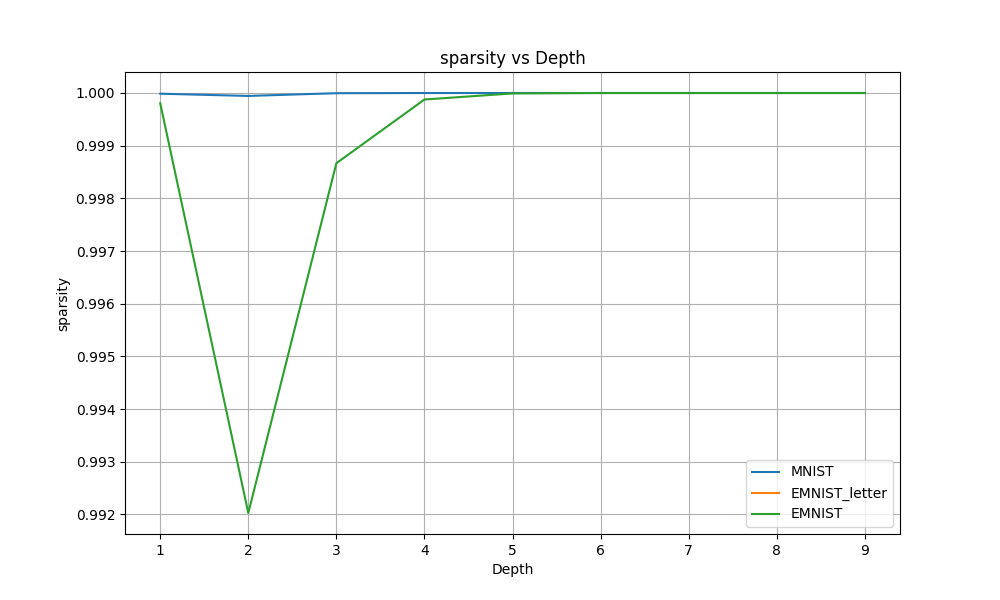 sparsity vs Depth
1.000
0.999
0.998
0.997
0.996
0.995
0.994
0.993
0.992
sparsity
MNIST
EMNIST_letter
EMNIST
1 2 3 4 5 6 7 8 9
Depth